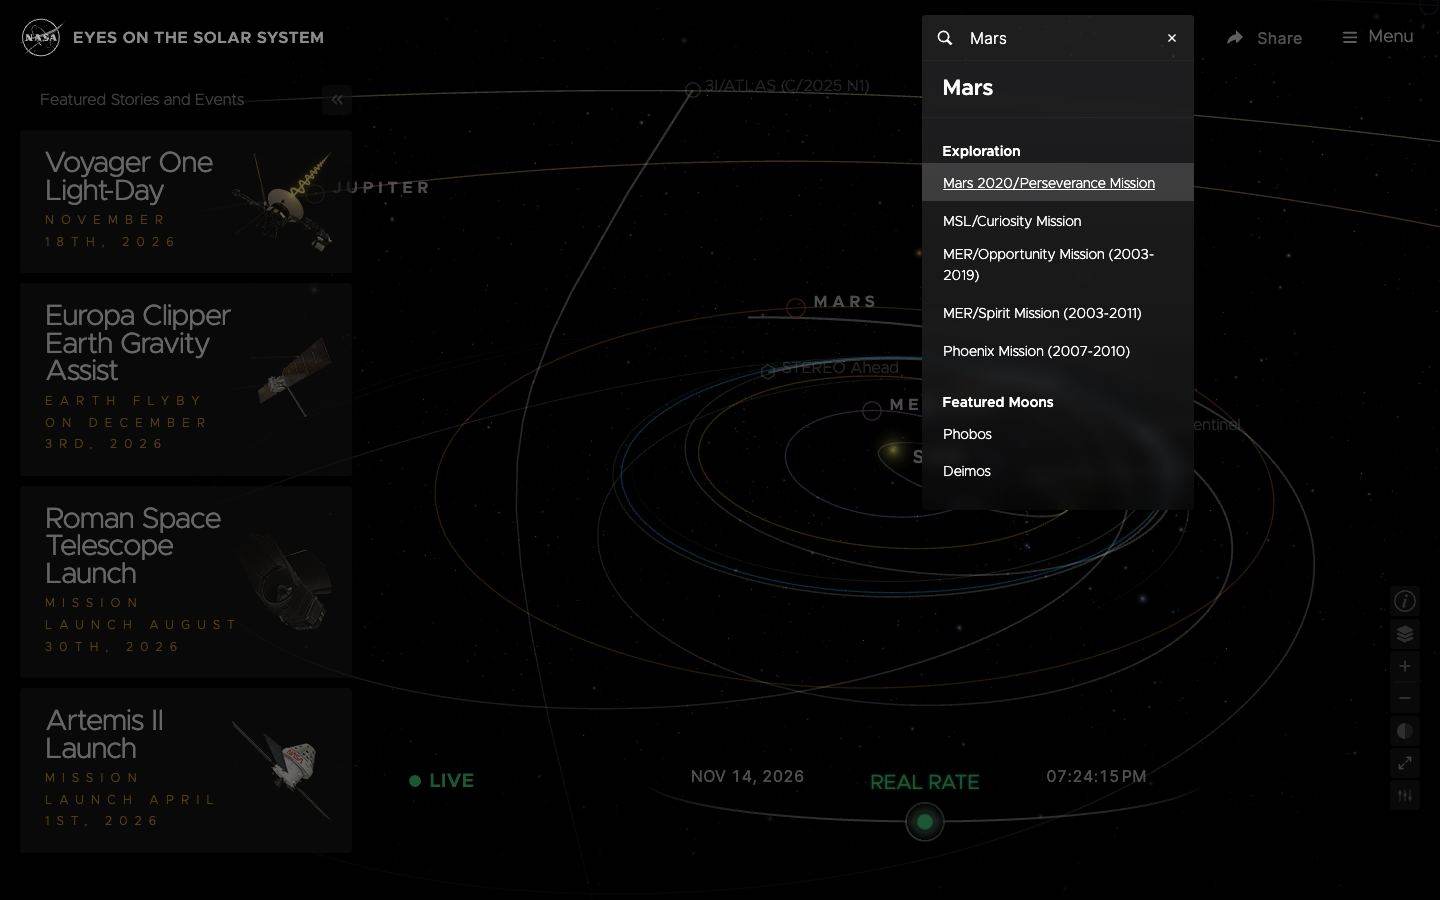 NASA
EYES ON THE SOLAR SYSTEM
Mars
Share
Menu
Featured Stories and Events
Voyager One
Light-Day
NOVEMBER
18TH, 2026
Europa Clipper
Earth Gravity
Assist
EARTH FLYBY
ON DECEMBER
3RD, 2026
Roman Space
Telescope
Launch
MISSION
LAUNCH AUGUST
30TH, 2026
Artemis II
Launch
MISSION
LAUNCH APRIL
1ST, 2026
3I/ATLAS (C/2025 N1)
JUPITER
MARS
STEREO Ahead
ME
S
entinel
Mars
Exploration
Mars 2020/Perseverance Mission
MSL/Curiosity Mission
MER/Opportunity Mission (2003-
2019)
MER/Spirit Mission (2003-2011)
Phoenix Mission (2007-2010)
Featured Moons
Phobos
Deimos
LIVE
NOV 14, 2026
REAL RATE
07:24:15 PM